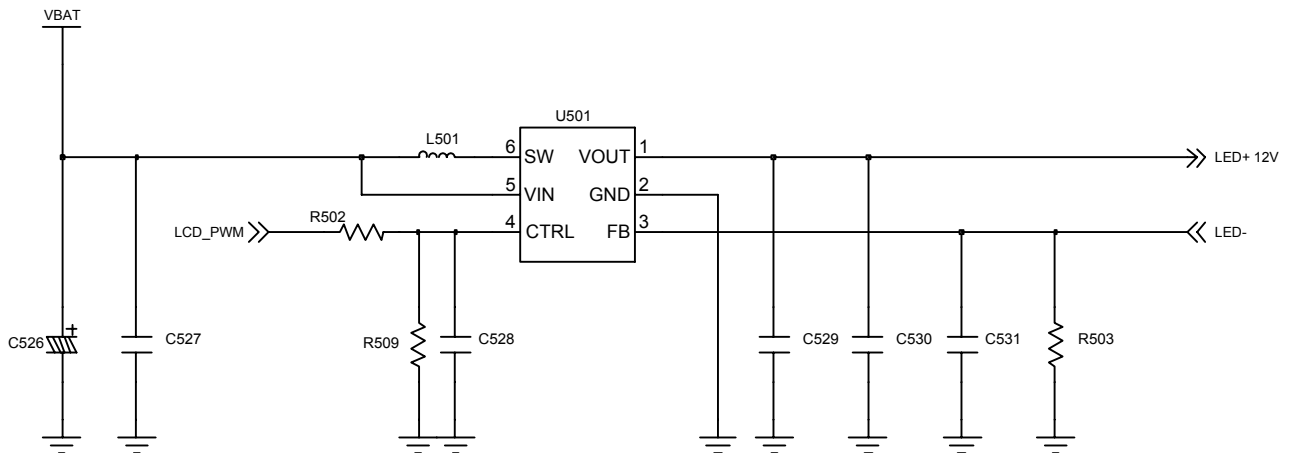 VBAT
U501
L501
6 SW VOUT 1
5 VIN GND 2
R502
LCD_PWM
4 CTRL FB 3
LED+ 12V
LED-
+
C526
C527
R509
C528
C529
C530
C531
R503